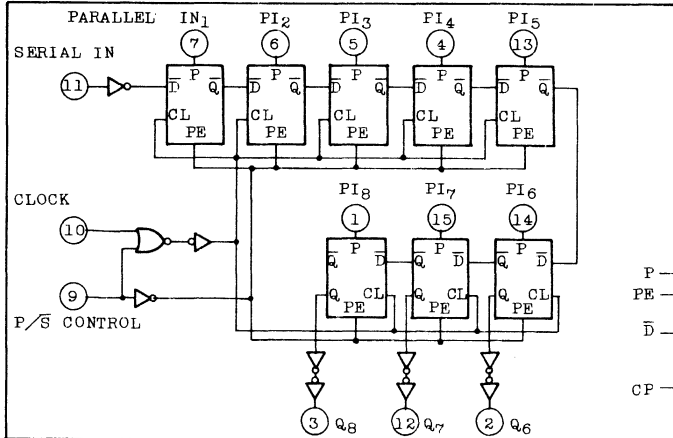 PARALLEL IN1 PI2 PI3 PI4 PI5
7 6 5 4 13
SERIAL IN
11
P P P P P
D̅ Q̅ D̅ Q̅ D̅ Q̅ D̅ Q̅ D̅ Q̅
CL CL CL CL CL
PE PE PE PE PE
CLOCK
PI8 PI7 PI6
10
1 15 14
P P P
Q̅ D̅ Q̅ D̅ Q̅ D̅
P
9
Q CL Q CL Q CL
PE
PE PE PE
P/S̅ CONTROL
D̅
CP
3 Q8 12 Q7 2 Q6